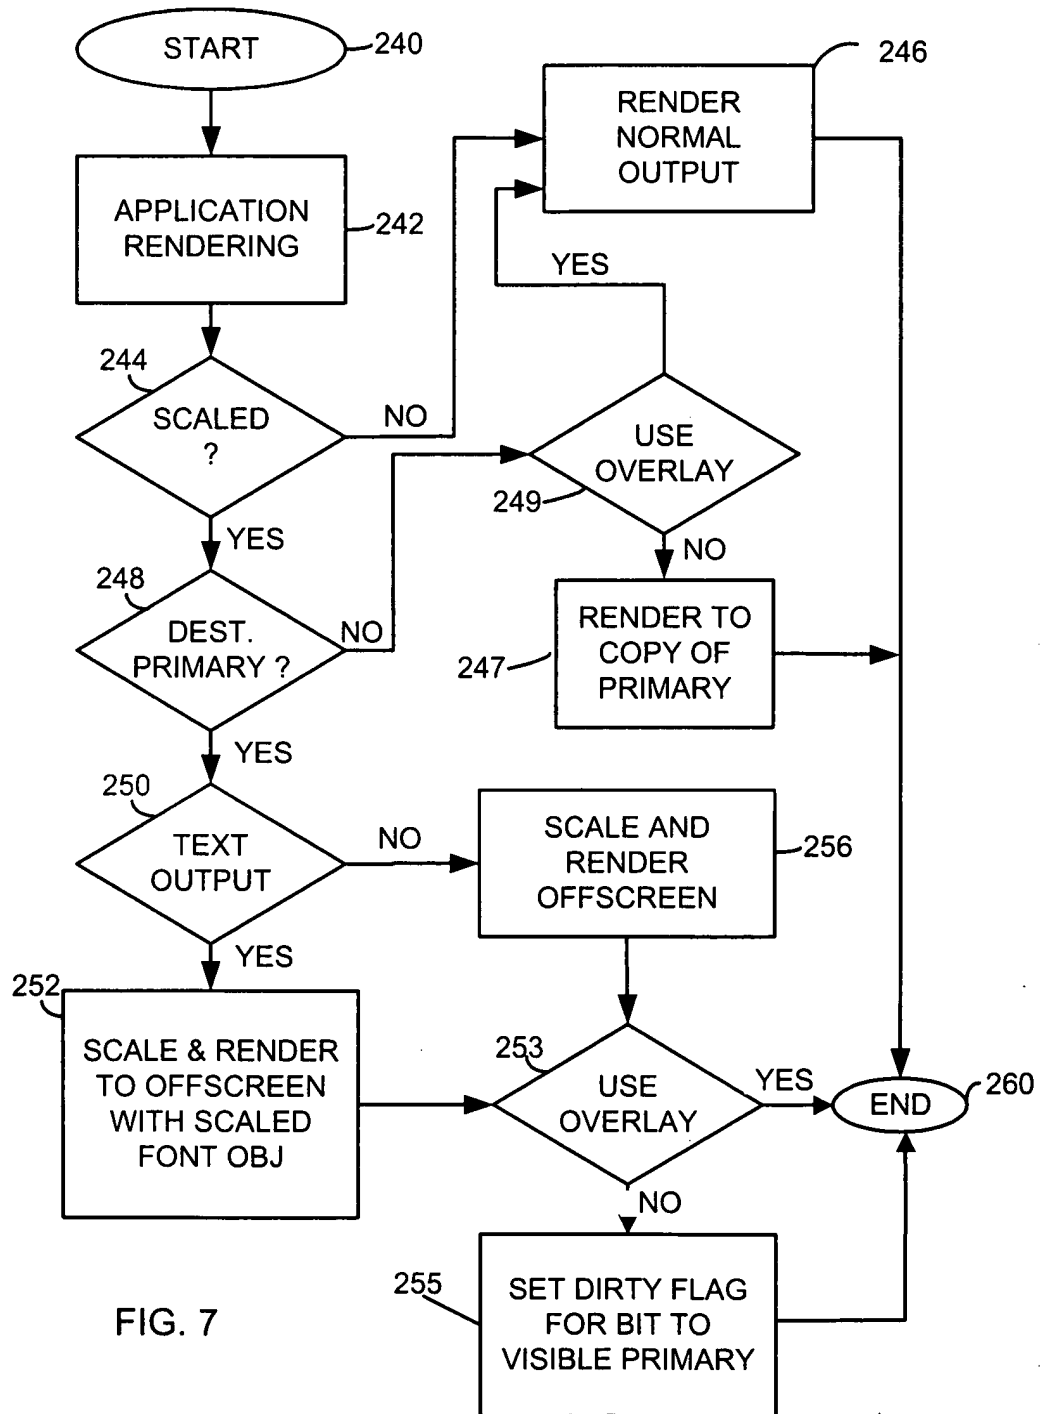 START
240
246
RENDER
NORMAL
OUTPUT
APPLICATION
RENDERING
242
YES
244
SCALED
?
NO
USE
OVERLAY
249
YES
NO
248
DEST.
PRIMARY ?
NO
RENDER TO
COPY OF
PRIMARY
247
YES
250
TEXT
OUTPUT
NO
SCALE AND
RENDER
OFFSCREEN
256
YES
252
SCALE & RENDER
TO OFFSCREEN
WITH SCALED
FONT OBJ
253
USE
OVERLAY
YES
END
260
NO
255
SET DIRTY FLAG
FOR BIT TO
VISIBLE PRIMARY
FIG. 7